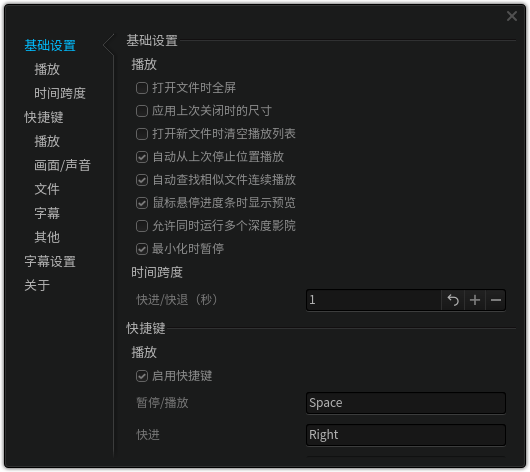 基础设置
播放
时间跨度
快捷键
播放
画面/声音
文件
字幕
其他
字幕设置
关于
基础设置
播放
打开文件时全屏
应用上次关闭时的尺寸
打开新文件时清空播放列表
自动从上次停止位置播放
自动查找相似文件连续播放
鼠标悬停进度条时显示预览
允许同时运行多个深度影院
最小化时暂停
时间跨度
快进/快退（秒） 1
快捷键
播放
启用快捷键
暂停/播放 Space
快进 Right